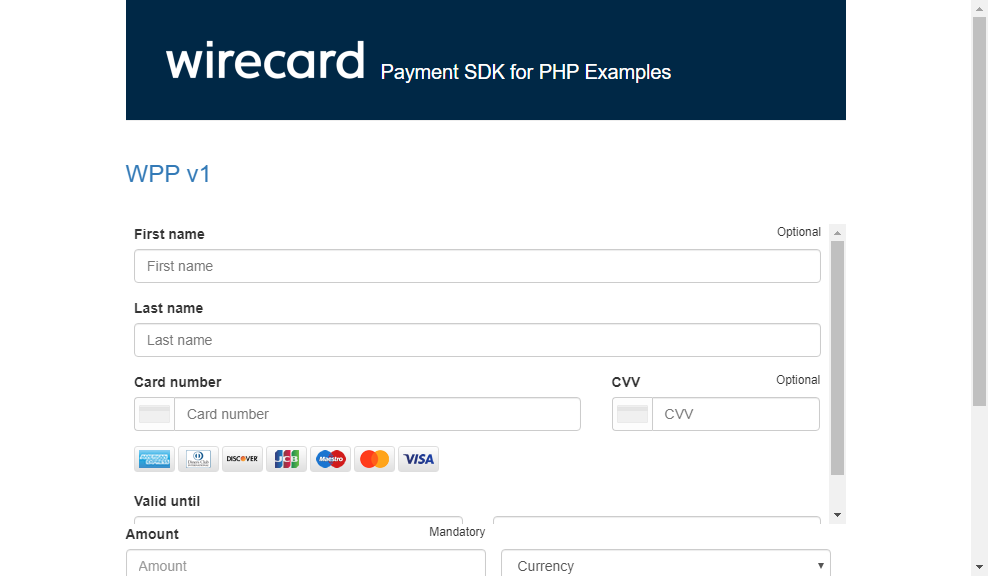 wirecard Payment SDK for PHP Examples
WPP v1
First name Optional
First name
Last name
Last name
Card number CVV Optional
Card number CVV
DISCOVER JCB Maestro VISA
Valid until
Amount Mandatory
Amount Currency